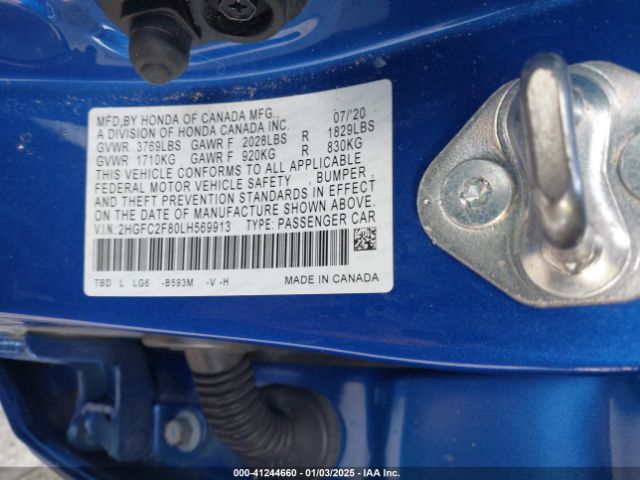 MFD.BY HONDA OF CANADA MFG., 07/'20
A DIVISION OF HONDA CANADA INC.
GVWR 3769LBS GAWR F 2028LBS R 1829LBS
GVWR 1710KG GAWR F 920KG R 830KG
THIS VEHICLE CONFORMS TO ALL APPLICABLE
FEDERAL MOTOR VEHICLE SAFETY , BUMPER ,
THEFT PREVENTION STANDARDS IN EFFECT
ON THE DATE OF MANUFACTURE SHOWN ABOVE.
V.I.N. 2HGFC2F80LH569913 TYPE: PASSENGER CAR
TBD L LG6 -B593M -V -H MADE IN CANADA
000-41244660 - 01/03/2025 - IAA Inc.